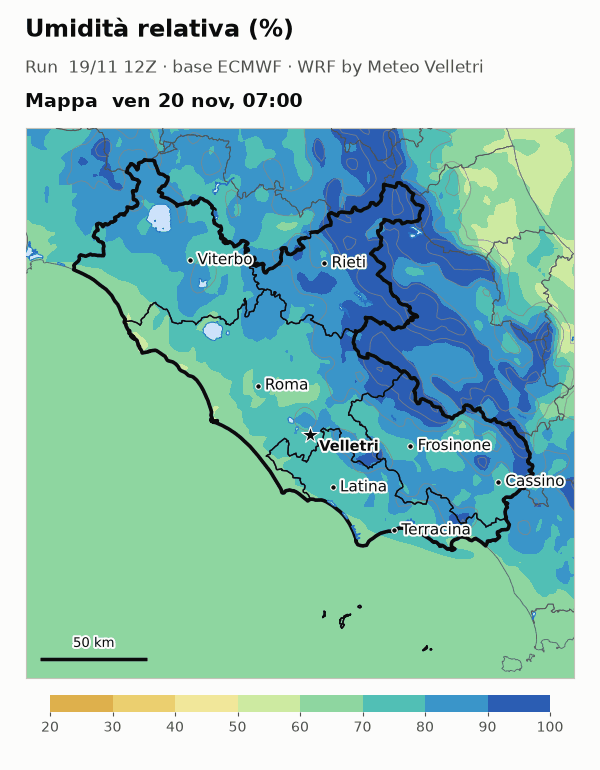 Umidità relativa (%)
Run  19/11 12Z · base ECMWF · WRF by Meteo Velletri
Mappa  ven 20 nov, 07:00
Viterbo
Rieti
Roma
Velletri
Frosinone
Cassino
Latina
Terracina
50 km
20 30 40 50 60 70 80 90 100